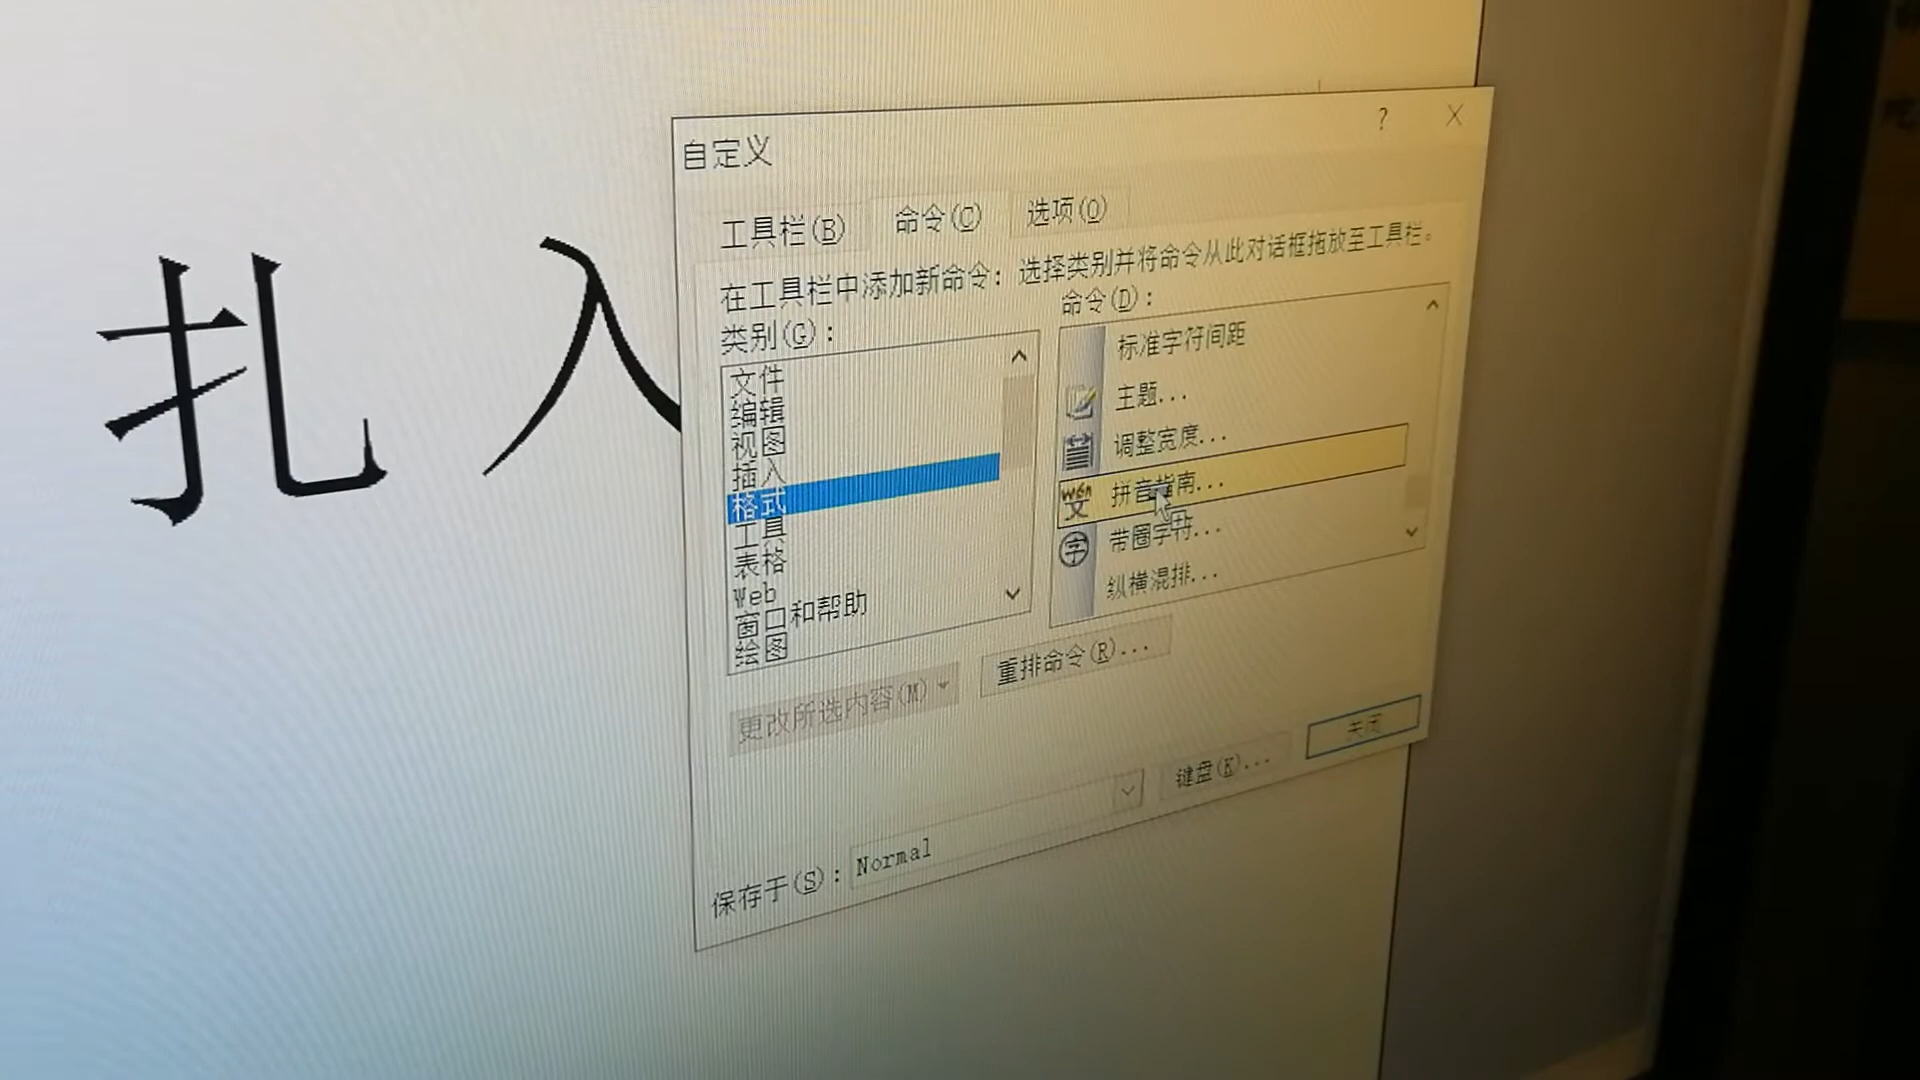 扎入
自定义
工具栏(B) 命令(C) 选项(O)
在工具栏中添加新命令：选择类别并将命令从此对话框拖放至工具栏。
类别(G)：
文件
编辑
视图
插入
格式
工具
表格
Web
窗口和帮助
绘图
命令(D)：
标准字符间距
主题...
调整宽度...
wén 文 拼音指南...
字 带圈字符...
纵横混排...
更改所选内容(M)
重排命令(R)...
保存于(S)：Normal
键盘(K)...
关闭